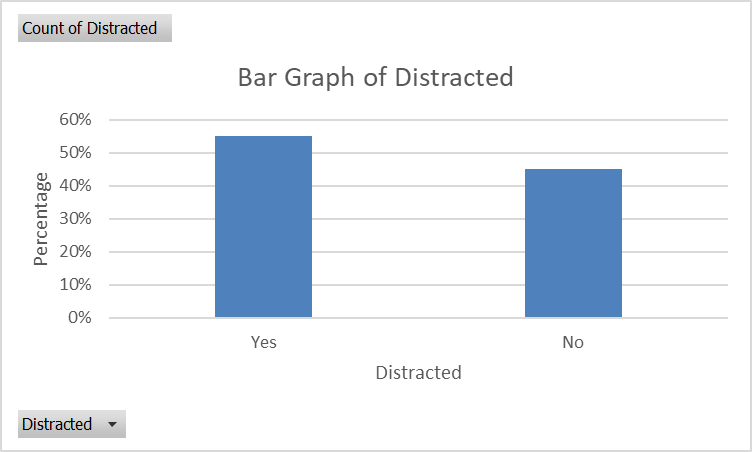 Count of Distracted
Bar Graph of Distracted
60%
50%
40%
30%
20%
10%
0%
Percentage
Yes No
Distracted
Distracted